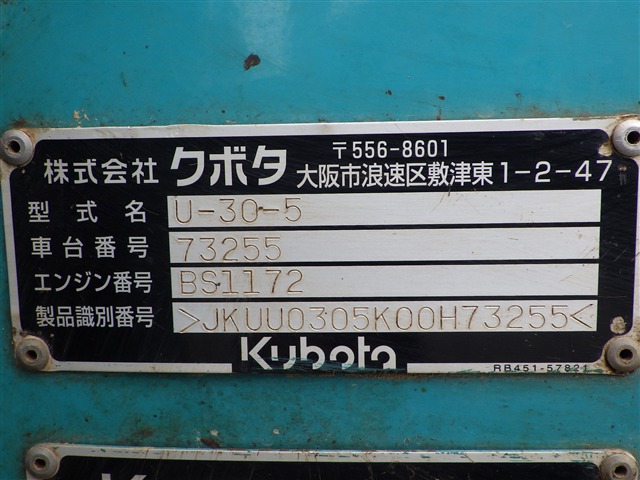 株式会社 クボタ 〒556-8601
大阪市浪速区敷津東1-2-47
型式名 U-30-5
車台番号 73255
エンジン番号 BS1172
製品識別番号 >JKUU0305K00H73255<
Kubota
RB451-57821